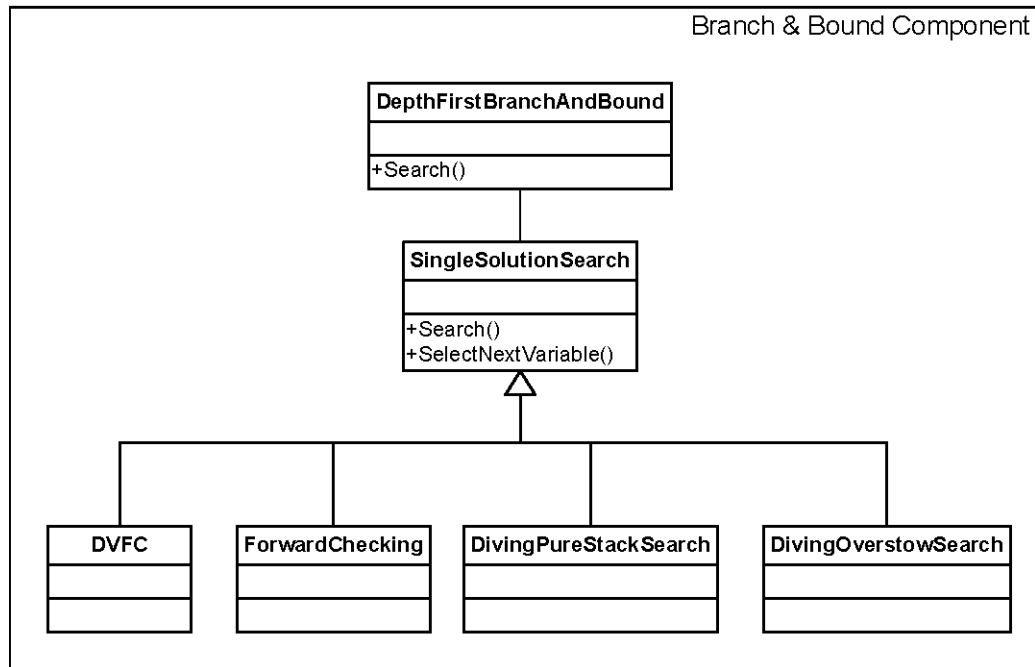 Branch & Bound Component
DepthFirstBranchAndBound
+Search()
SingleSolutionSearch
+Search()
+SelectNextVariable()
DVFC
ForwardChecking
DivingPureStackSearch
DivingOverstowSearch